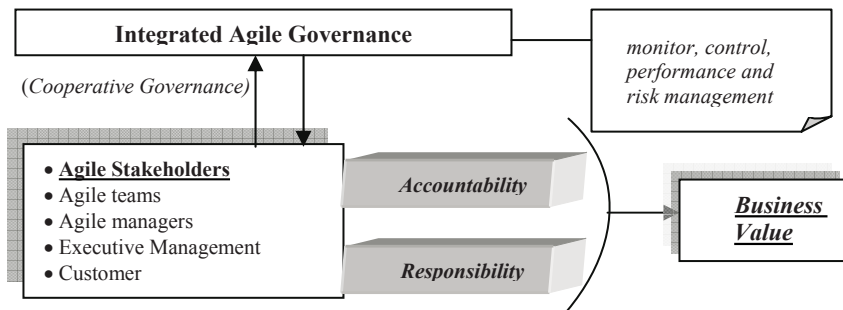 Integrated Agile Governance
monitor, control,
performance and
risk management
(Cooperative Governance)
• Agile Stakeholders
• Agile teams
• Agile managers
• Executive Management
• Customer
Accountability
Responsibility
Business
Value